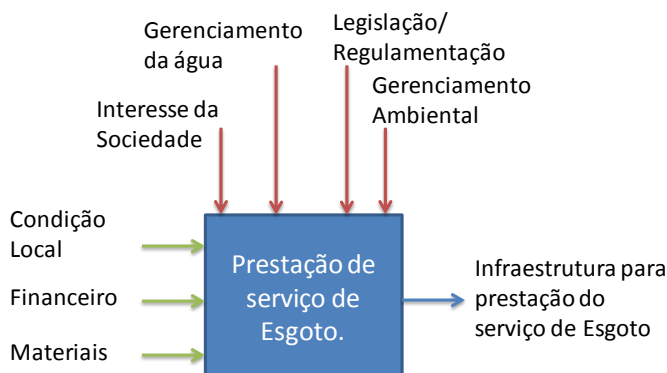 Gerenciamento
da água
Legislação/
Regulamentação
Interesse da
Sociedade
Gerenciamento
Ambiental
Condição
Local
Financeiro
Materiais
Prestação de
serviço de
Esgoto.
Infraestrutura para
prestação do
serviço de Esgoto